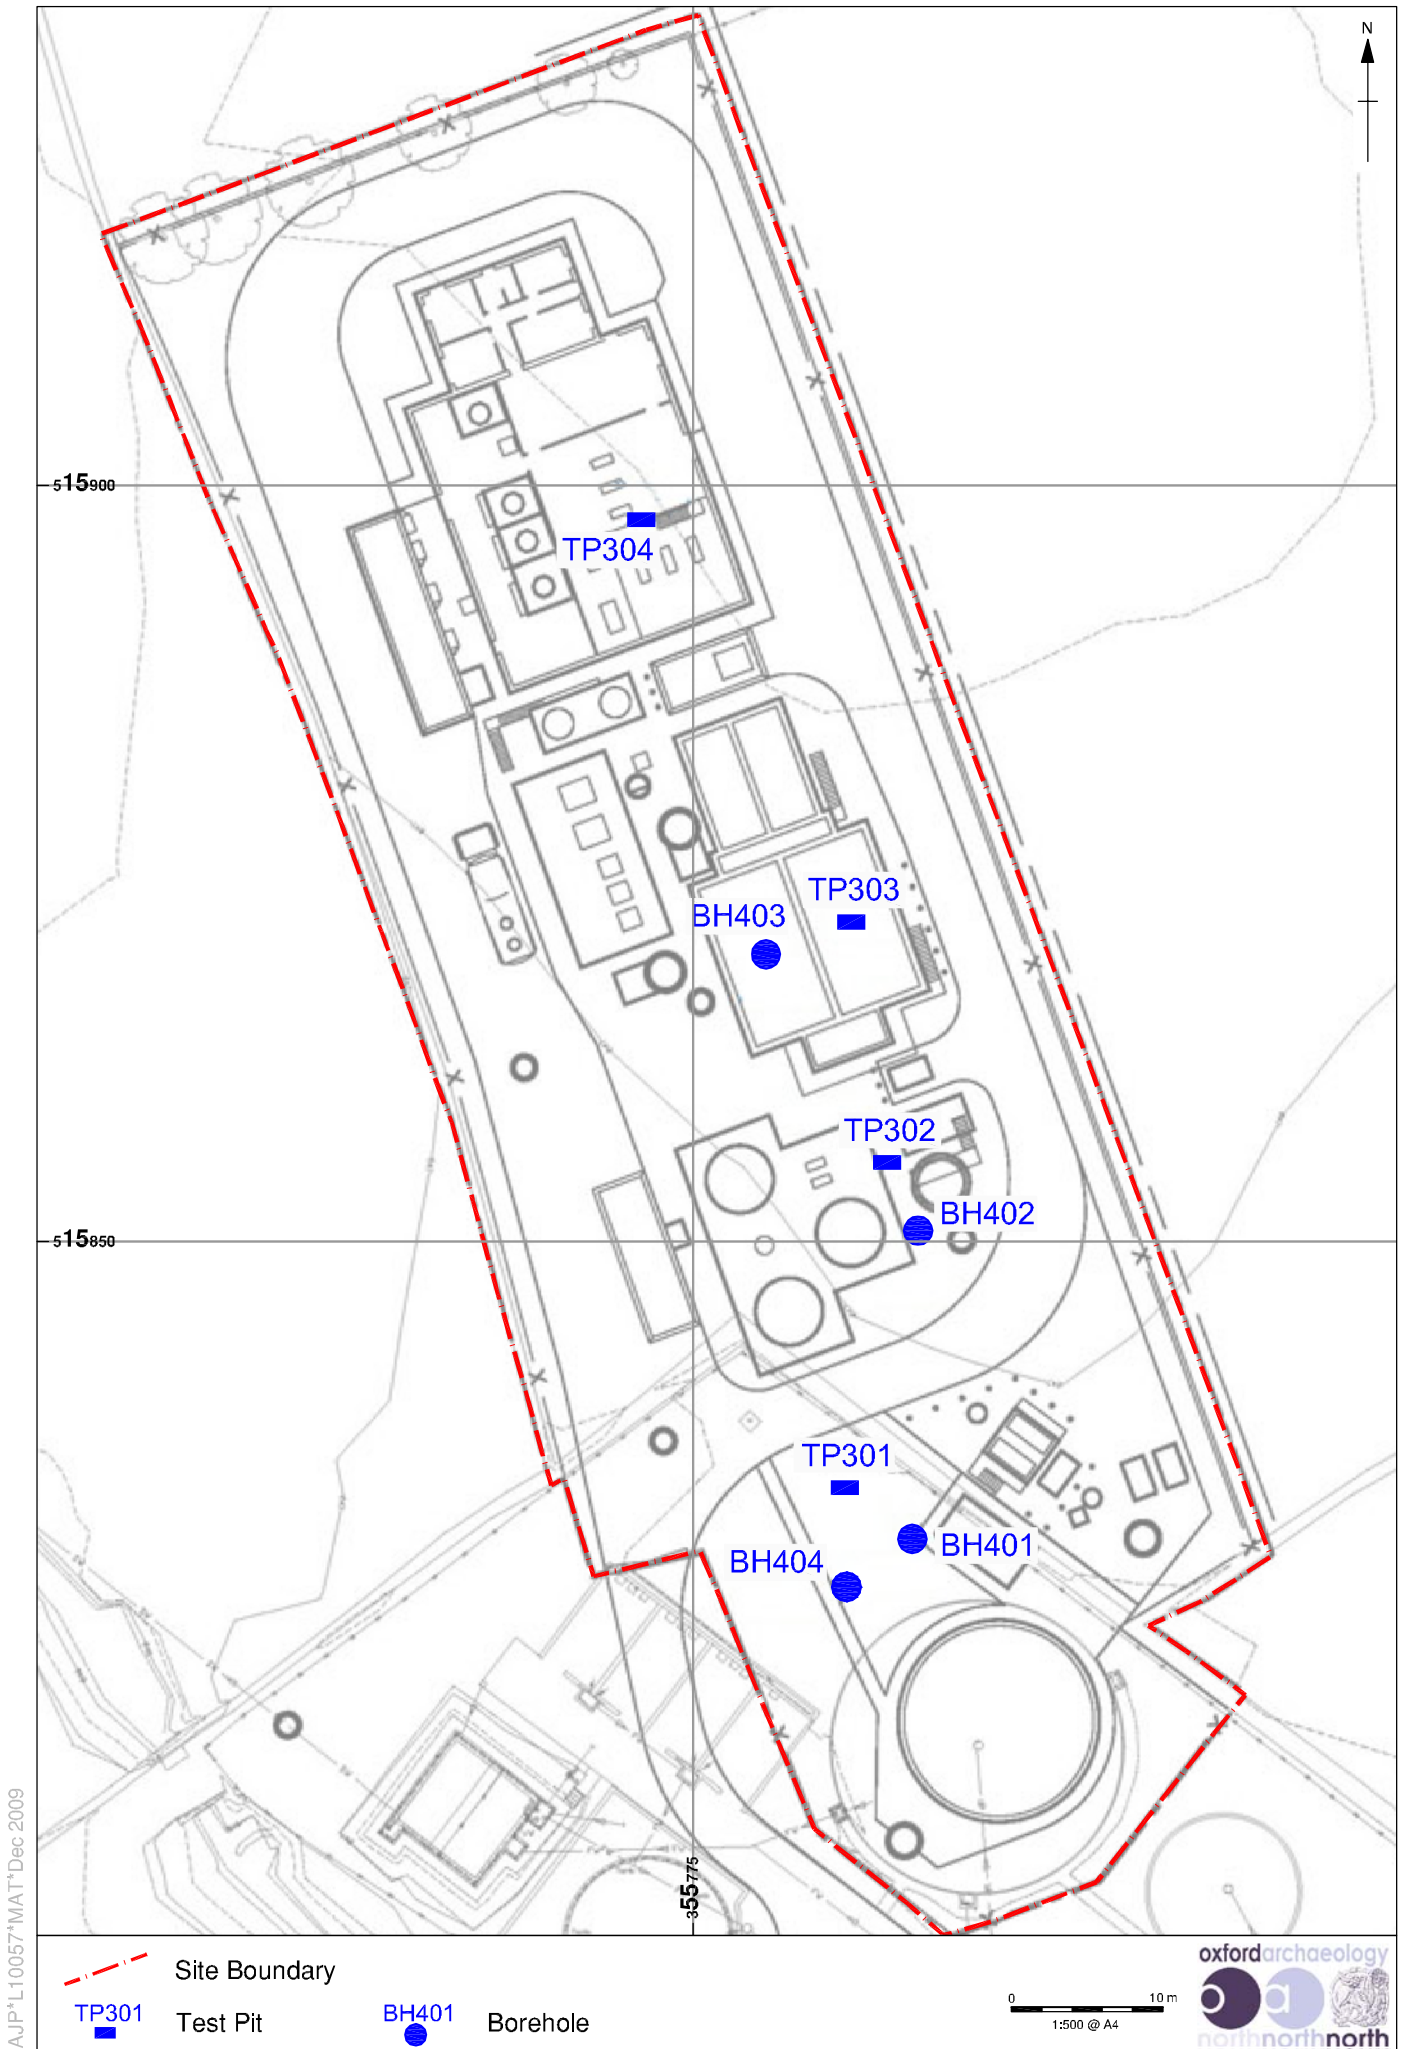 N
515900
TP304
TP303
BH403
TP302
BH402
515850
TP301
BH401
BH404
355775
AJP*L10057*MAT*Dec 2009
Site Boundary
TP301
Test Pit
BH401
Borehole
0 10 m
1:500 @ A4
oxfordarchaeology
o a
northnorthnorth